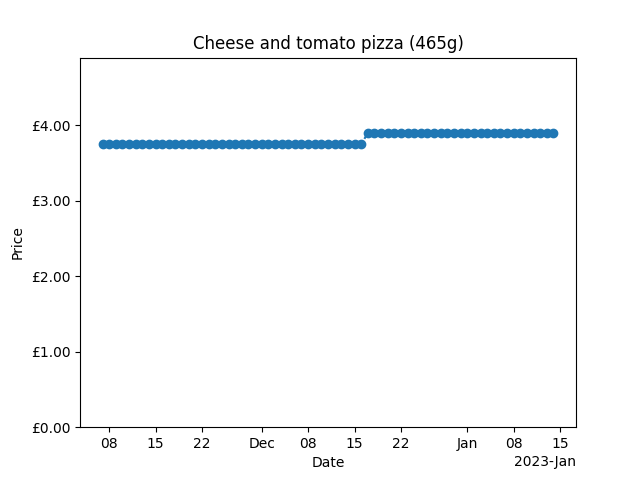 Cheese and tomato pizza (465g)
£4.00
£3.00
£2.00
£1.00
£0.00
Price
08 15 22 Dec 08 15 22 Jan 08 15
Date
2023-Jan